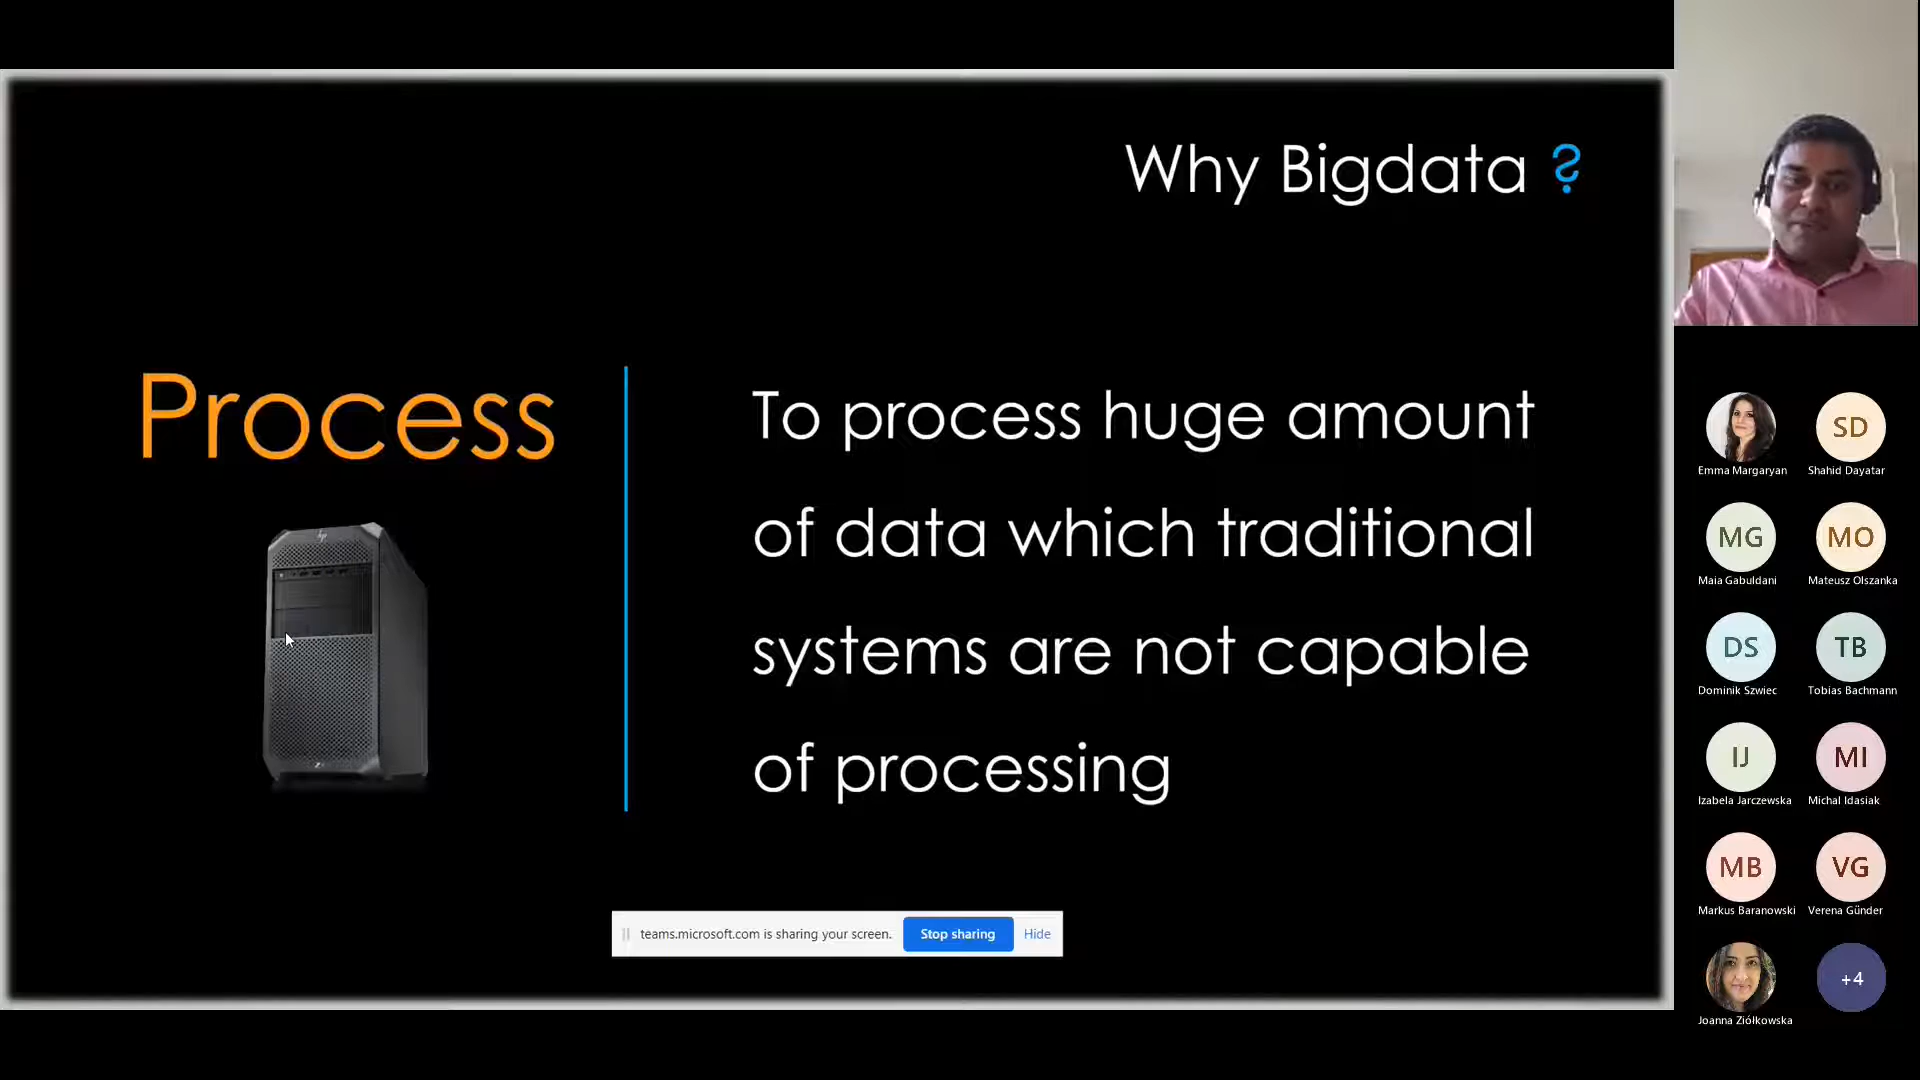 Why Bigdata ?
Process
To process huge amount
of data which traditional
systems are not capable
of processing
teams.microsoft.com is sharing your screen. Stop sharing Hide
SD
Emma Margaryan Shahid Dayatar
MG MO
Maia Gabuldani Mateusz Olszanka
DS TB
Dominik Szwiec Tobias Bachmann
IJ MI
Izabela Jarczewska Michal Idasiak
MB VG
Markus Baranowski Verena Günder
+4
Joanna Ziółkowska